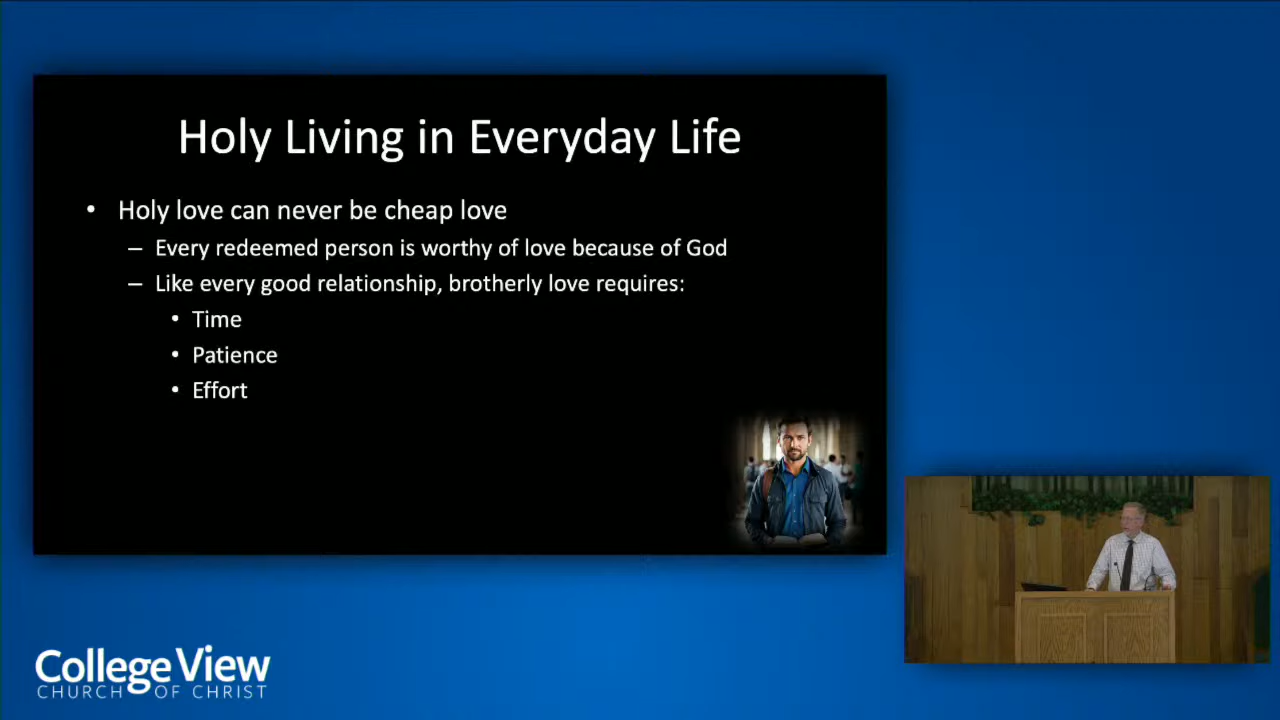 Holy Living in Everyday Life
• Holy love can never be cheap love
– Every redeemed person is worthy of love because of God
– Like every good relationship, brotherly love requires:
• Time
• Patience
• Effort
College View
CHURCH OF CHRIST